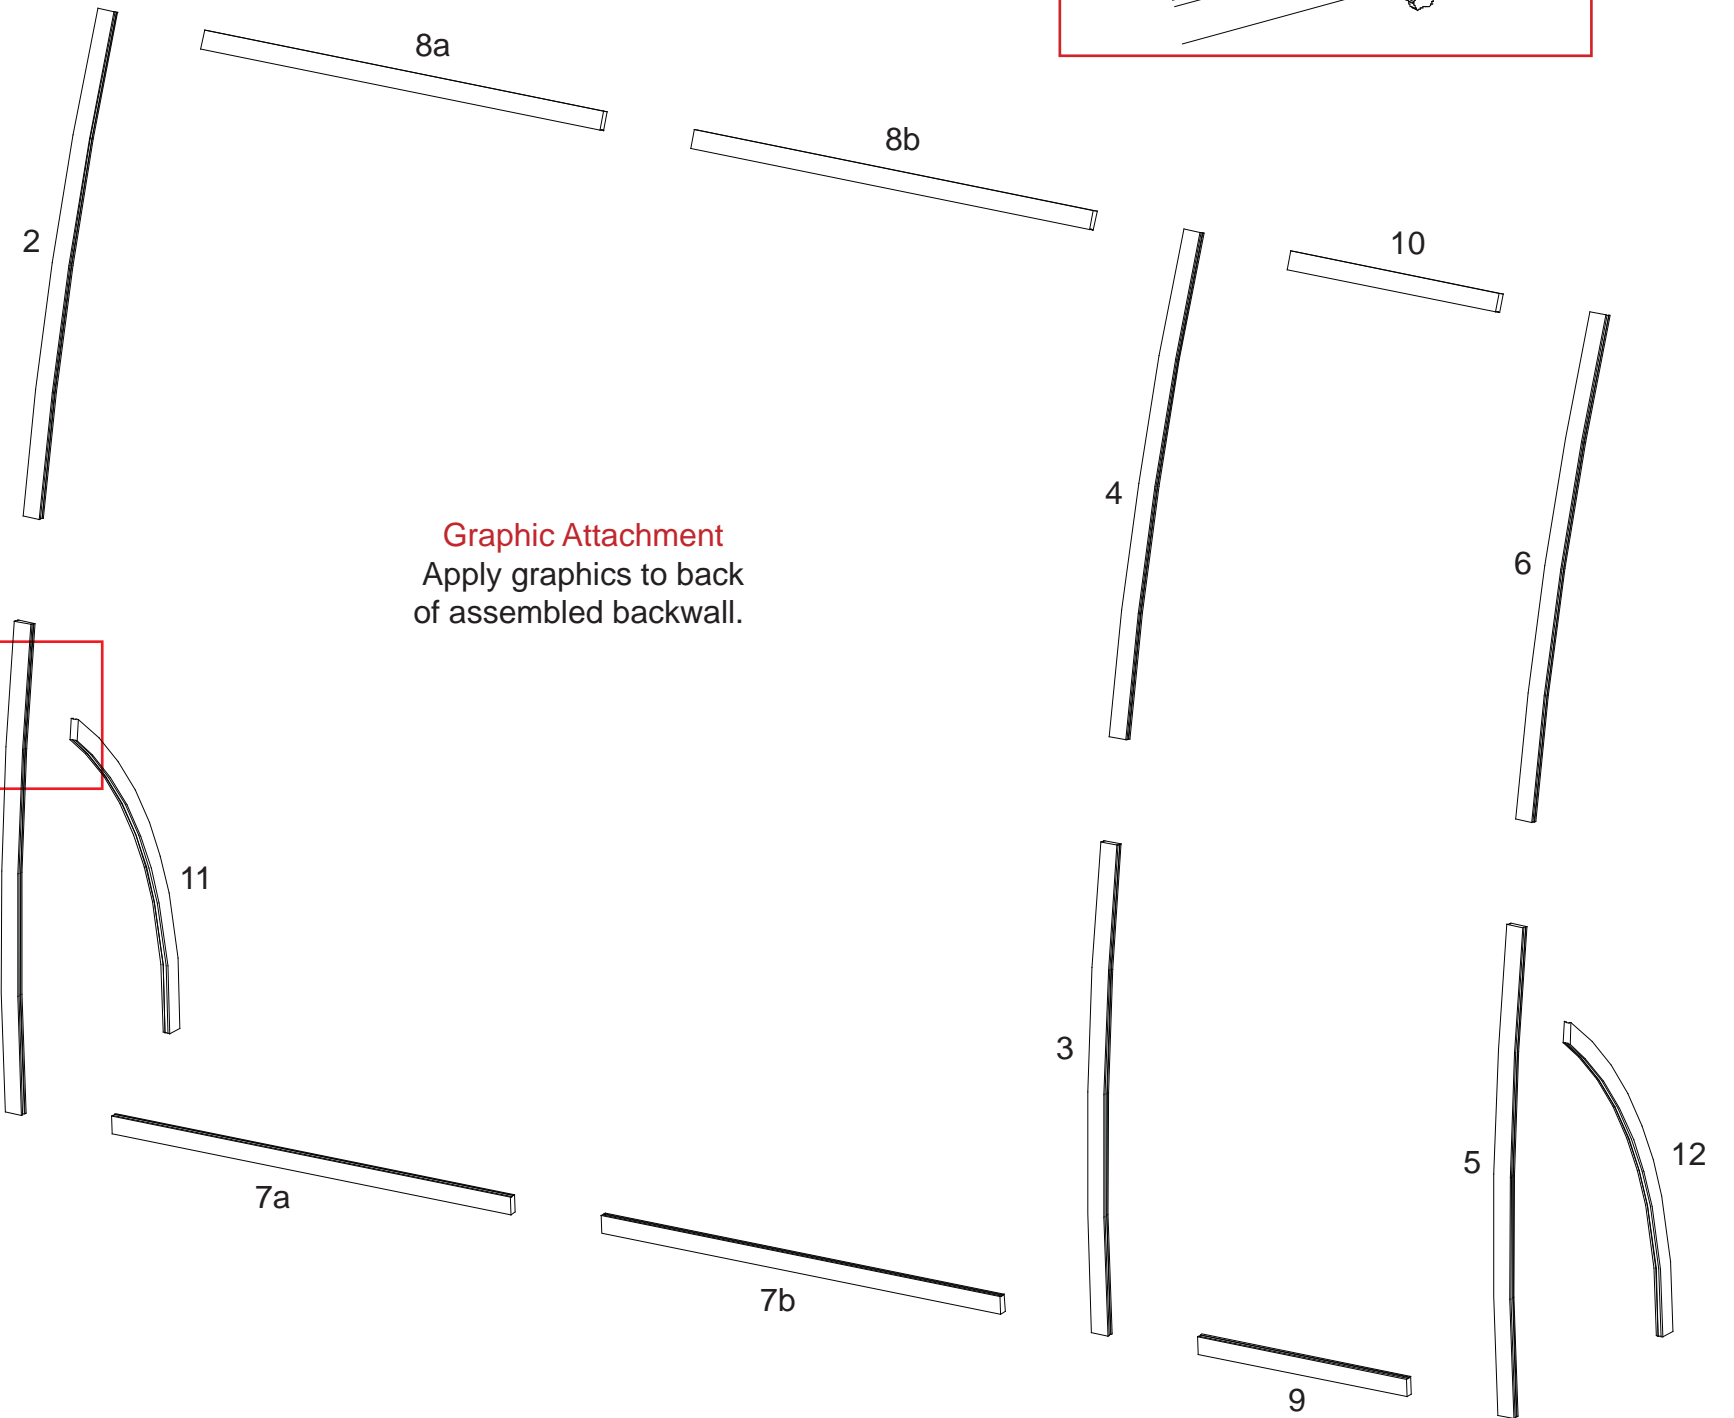 8a
8b
2
10
4
Graphic Attachment
Apply graphics to back
of assembled backwall.
6
11
3
5
12
7a
7b
9